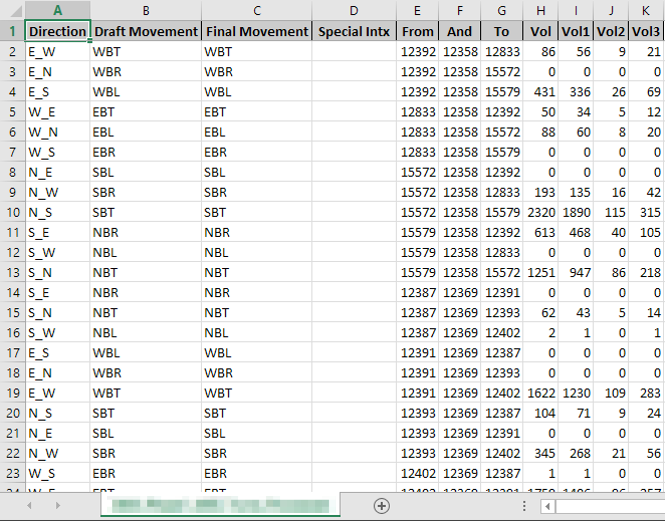 A B C D E F G H I J K
1 Direction Draft Movement Final Movement Special Intx From And To Vol Vol1 Vol2 Vol3
2 E_W WBT WBT 12392 12358 12833 86 56 9 21
3 E_N WBR WBR 12392 12358 15572 0 0 0 0
4 E_S WBL WBL 12392 12358 15579 431 336 26 69
5 W_E EBT EBT 12833 12358 12392 50 34 5 12
6 W_N EBL EBL 12833 12358 15572 88 60 8 20
7 W_S EBR EBR 12833 12358 15579 0 0 0 0
8 N_E SBL SBL 15572 12358 12392 0 0 0 0
9 N_W SBR SBR 15572 12358 12833 193 135 16 42
10 N_S SBT SBT 15572 12358 15579 2320 1890 115 315
11 S_E NBR NBR 15579 12358 12392 613 468 40 105
12 S_W NBL NBL 15579 12358 12833 0 0 0 0
13 S_N NBT NBT 15579 12358 15572 1251 947 86 218
14 S_E NBR NBR 12387 12369 12391 0 0 0 0
15 S_N NBT NBT 12387 12369 12393 62 43 5 14
16 S_W NBL NBL 12387 12369 12402 2 1 0 1
17 E_S WBL WBL 12391 12369 12387 0 0 0 0
18 E_N WBR WBR 12391 12369 12393 0 0 0 0
19 E_W WBT WBT 12391 12369 12402 1622 1230 109 283
20 N_S SBT SBT 12393 12369 12387 104 71 9 24
21 N_E SBL SBL 12393 12369 12391 0 0 0 0
22 N_W SBR SBR 12393 12369 12402 345 268 21 56
23 W_S EBR EBR 12402 12369 12387 1 1 0 0